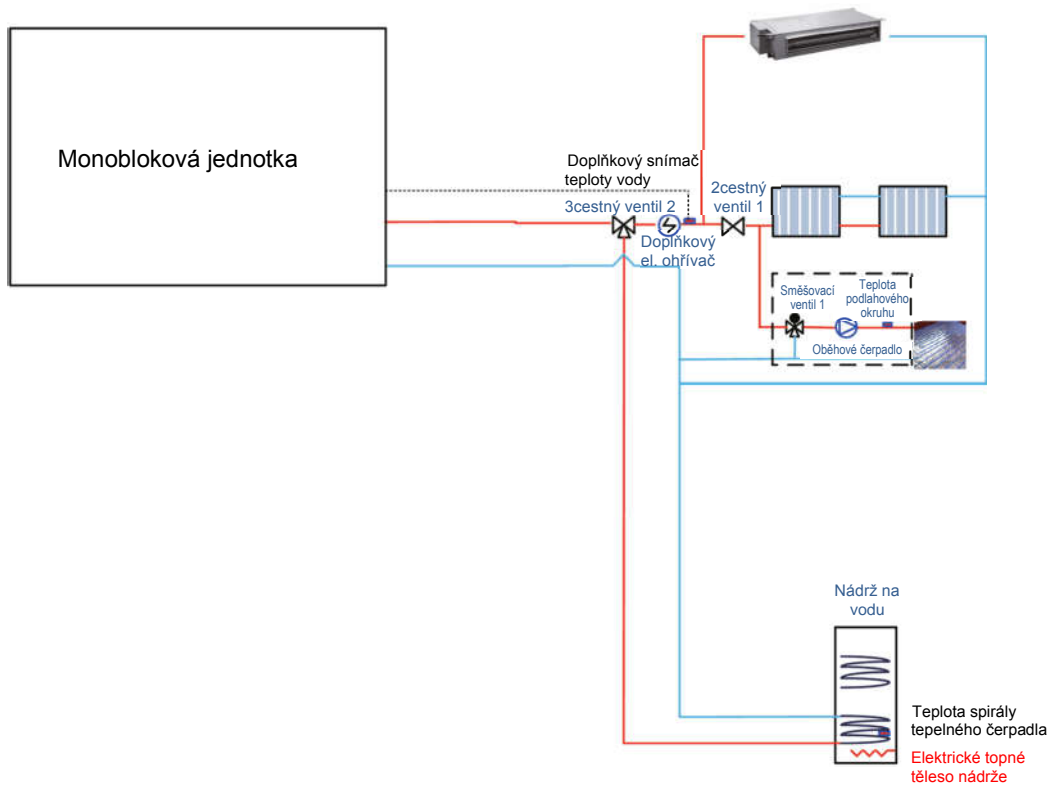 Monobloková jednotka
Doplňkový snímač
teploty vody
3cestný ventil 2
2cestný
ventil 1
Doplňkový
el. ohřívač
Směšovací
ventil 1
Teplota
podlahového
okruhu
Oběhové čerpadlo
Nádrž na
vodu
Teplota spirály
tepelného čerpadla
Elektrické topné
těleso nádrže